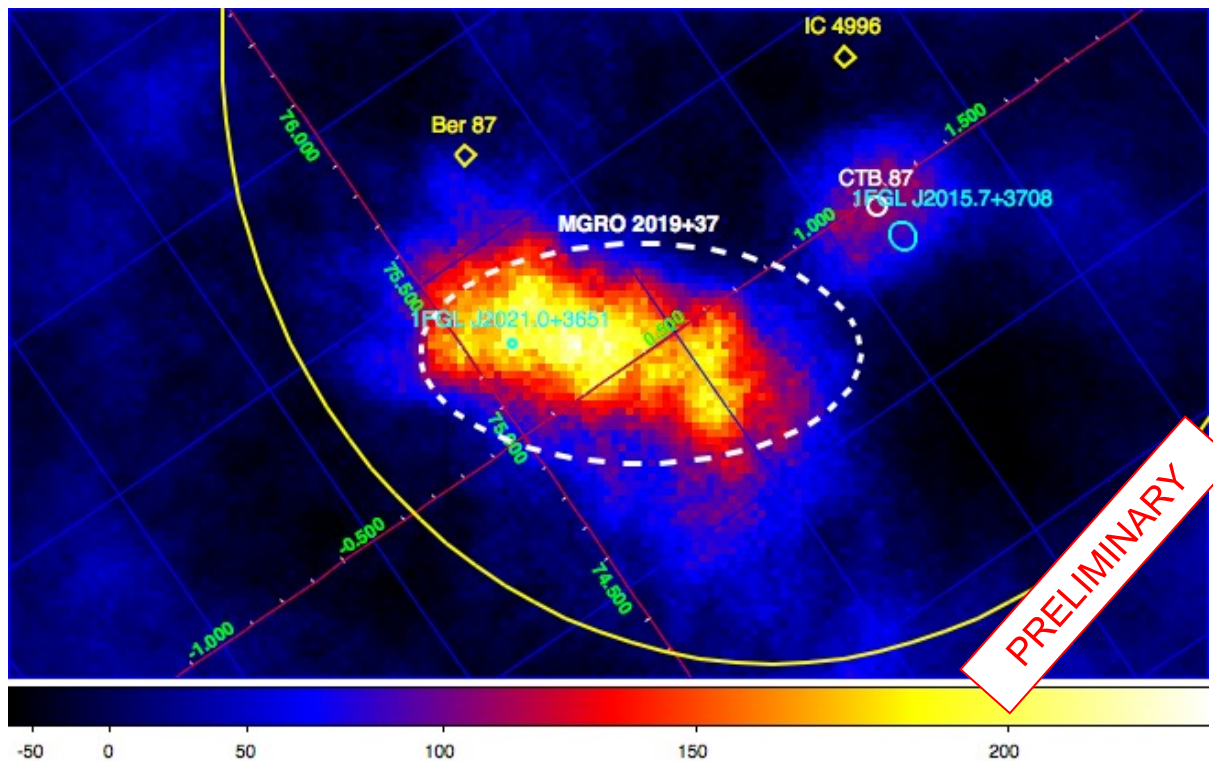 IC 4996
76.000
Ber 87
1.500
CTB 87
1FGL J2015.7+3708
MGRO 2019+37
1.000
75.500
1FGL J2021.0+3651
0.500
75.000
-0.500
74.500
-1.000
PRELIMINARY
-50 0 50 100 150 200